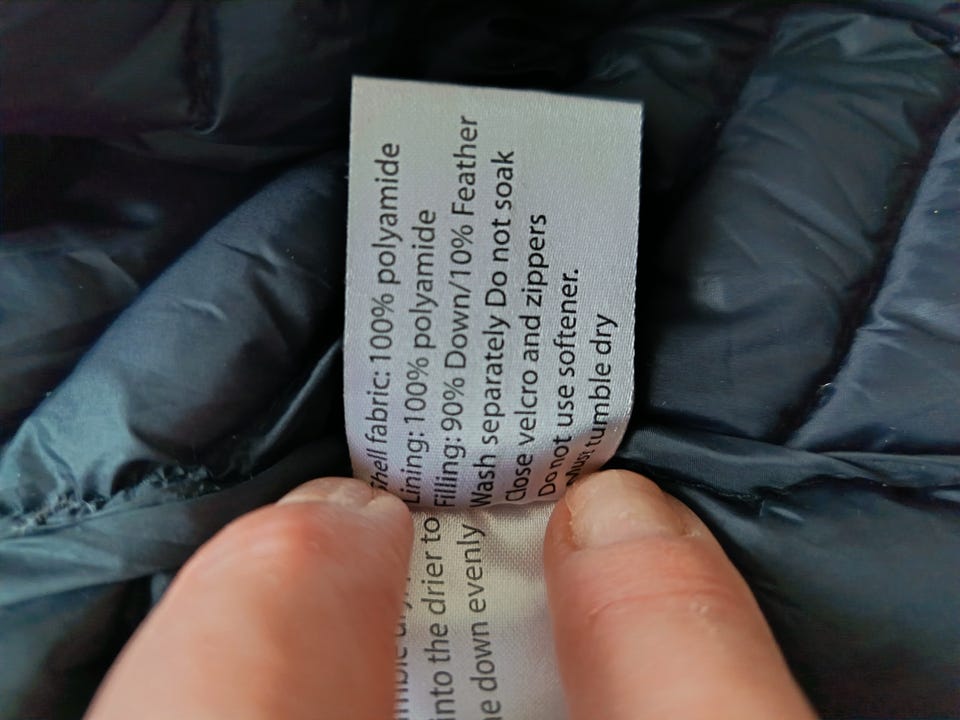 Shell fabric: 100% polyamide
Lining: 100% polyamide
Filling: 90% Down/10% Feather
Wash separately Do not soak
Close velcro and zippers
Do not use softener.
Must tumble dry
into the drier to
down evenly